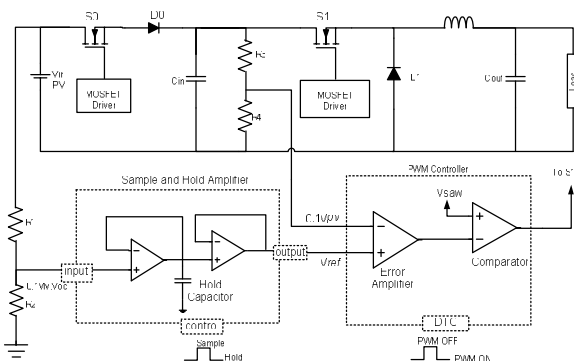 S0
D0
S1
Vin
PV
MOSFET
Driver
Cin
R3
R4
MOSFET
Driver
D1
Cout
Load
Sample and Hold Amplifier
PWM Controller
To S1
Vsaw
0.1Vpv
R1
input
output
Vref
Error
Amplifier
Comparator
Hold
Capacitor
R2
control
DTC
Sample
Hold
PWM OFF
PWM ON